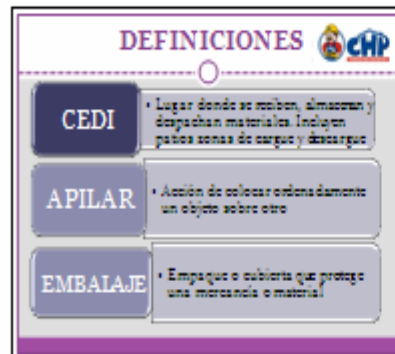 DEFINICIONES
CHP
CEDI
• Lugar donde se reciben, almacenan y
despachan materiales. Incluyen
patios zonas de cargue y descargue
APILAR
• Acción de colocar ordenadamente
un objeto sobre otro
EMBALAJE
• Empaque o cubierta que protege
una mercancía o material